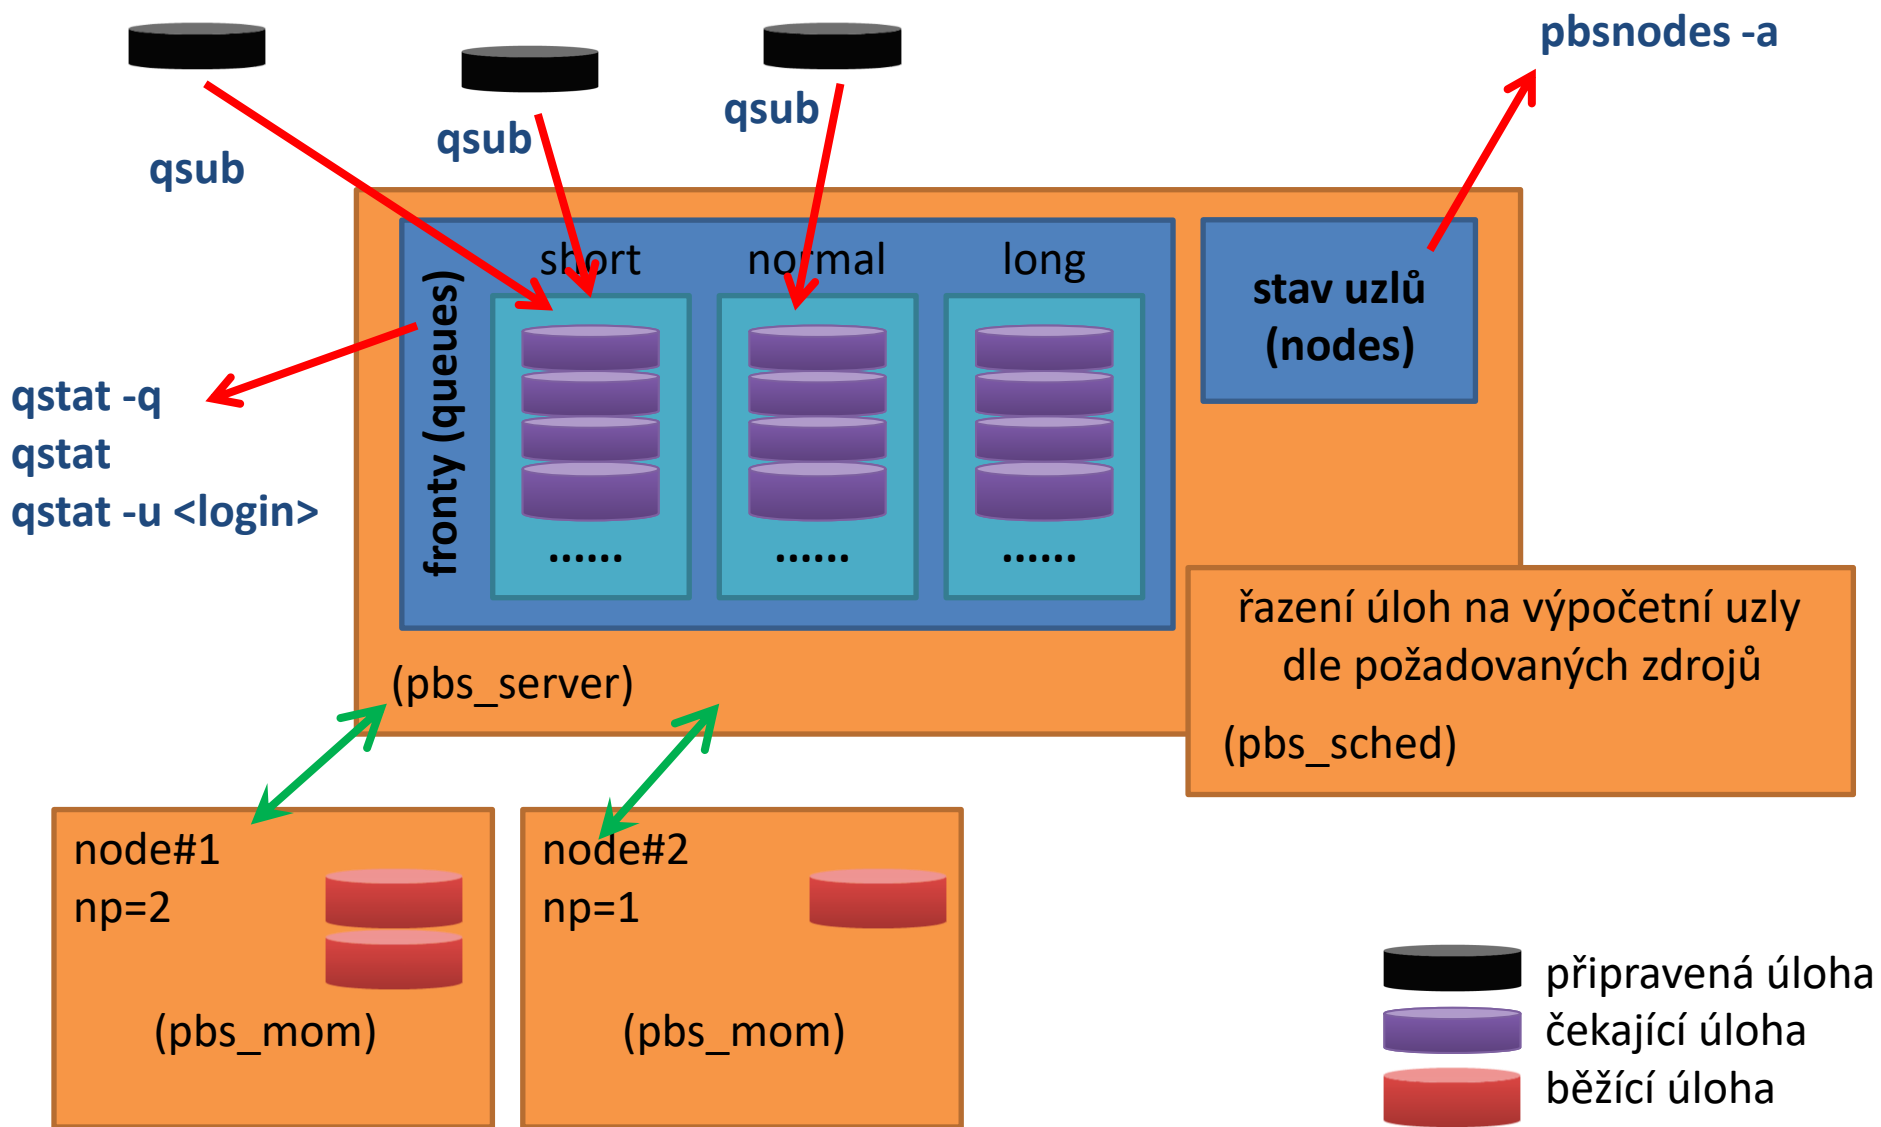 pbsnodes -a
qsub
qsub
qsub
short
normal
long
fronty (queues)
......
......
......
stav uzlů
(nodes)
qstat -q
qstat
qstat -u <login>
řazení úloh na výpočetní uzly
dle požadovaných zdrojů
(pbs_sched)
(pbs_server)
node#1
np=2
(pbs_mom)
node#2
np=1
(pbs_mom)
připravená úloha
čekající úloha
běžící úloha